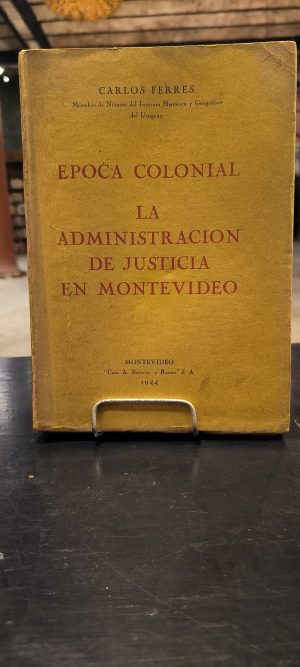 CARLOS FERRES
Miembro de Número del Instituto Histórico y Geográfico
del Uruguay
EPOCA COLONIAL
LA
ADMINISTRACION
DE JUSTICIA
EN MONTEVIDEO
MONTEVIDEO
Casa A. Barreiro y Ramos S. A.
1944